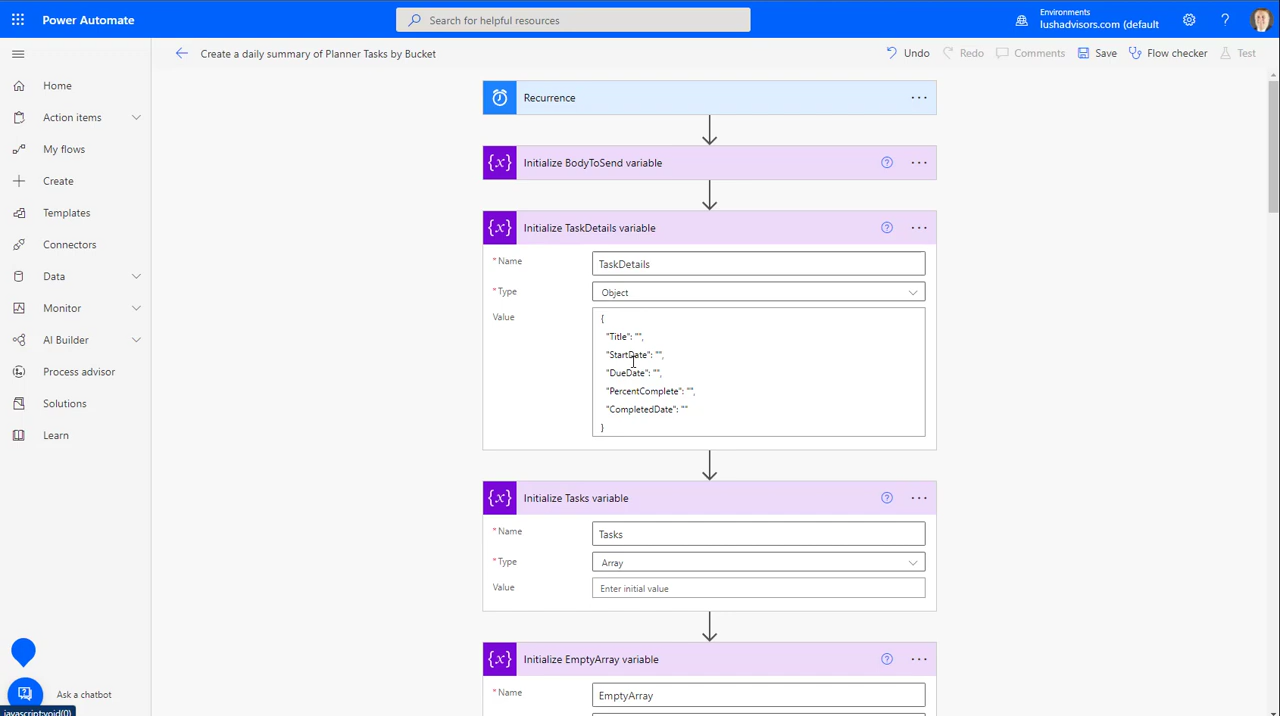 Power Automate
Search for helpful resources
Environments
lushadvisors.com (default
?
Create a daily summary of Planner Tasks by Bucket
Undo
Redo
Comments
Save
Flow checker
Test
Home
Action items
My flows
Create
Templates
Connectors
Data
Monitor
AI Builder
Process advisor
Solutions
Learn
Ask a chatbot
javascript:void(0)
Recurrence
{x} Initialize BodyToSend variable ?
{x} Initialize TaskDetails variable ?
* Name TaskDetails
* Type Object
Value {
"Title": "",
"StartDate": "",
"DueDate": "",
"PercentComplete": "",
"CompletedDate": ""
}
{x} Initialize Tasks variable ?
* Name Tasks
* Type Array
Value Enter initial value
{x} Initialize EmptyArray variable ?
* Name EmptyArray